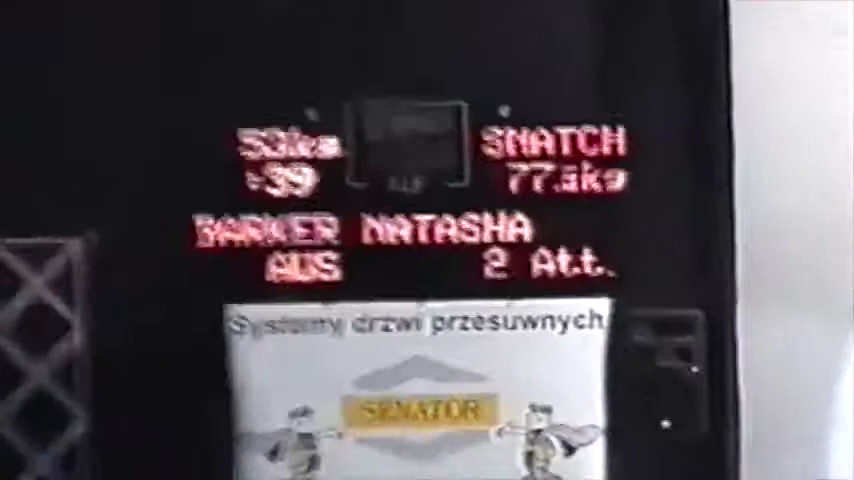 53kg SNATCH
:39 77.5kg
BARKER NATASHA
AUS 2 Att.
Systemy drzwi przesuwnych
SENATOR